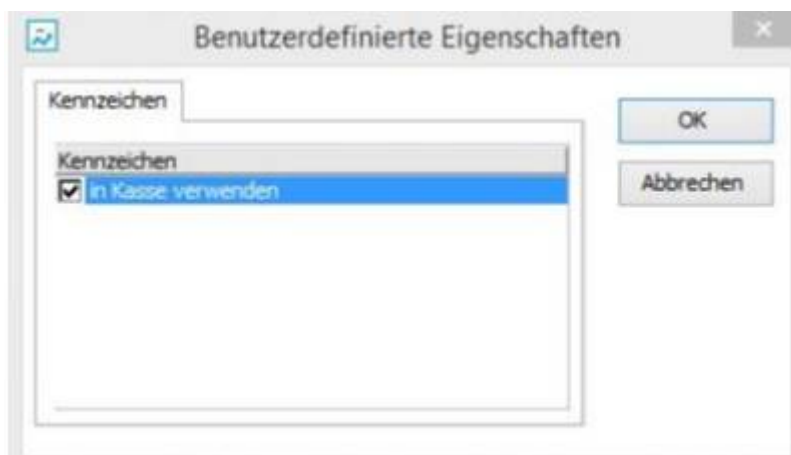 Benutzerdefinierte Eigenschaften
Kennzeichen
OK
Kennzeichen
in Kasse verwenden
Abbrechen